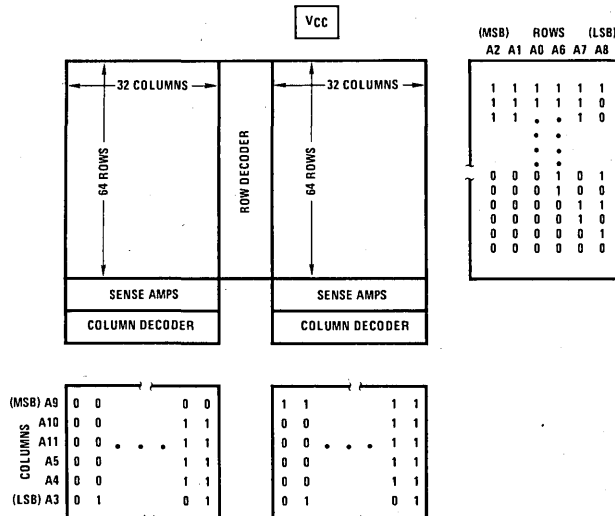 VCC
(MSB) ROWS (LSB)
A2 A1 A0 A6 A7 A8
1 1 1 1 1 1
1 1 1 1 1 0
1 1 • • 1 0
• •
• •
• •
0 0 0 1 0 1
0 0 0 1 0 0
0 0 0 0 1 1
0 0 0 0 1 0
0 0 0 0 0 1
0 0 0 0 0 0
32 COLUMNS
64 ROWS
ROW DECODER
32 COLUMNS
64 ROWS
SENSE AMPS
COLUMN DECODER
SENSE AMPS
COLUMN DECODER
COLUMNS
(MSB) A9 0 0 0 0 1 1 1 1
A10 0 0 1 1 0 0 1 1
A11 0 0 • • • 1 1 0 0 • • • 1 1
A5 0 0 1 1 0 0 1 1
A4 0 0 1 1 0 0 1 1
(LSB) A3 0 1 0 1 0 1 0 1